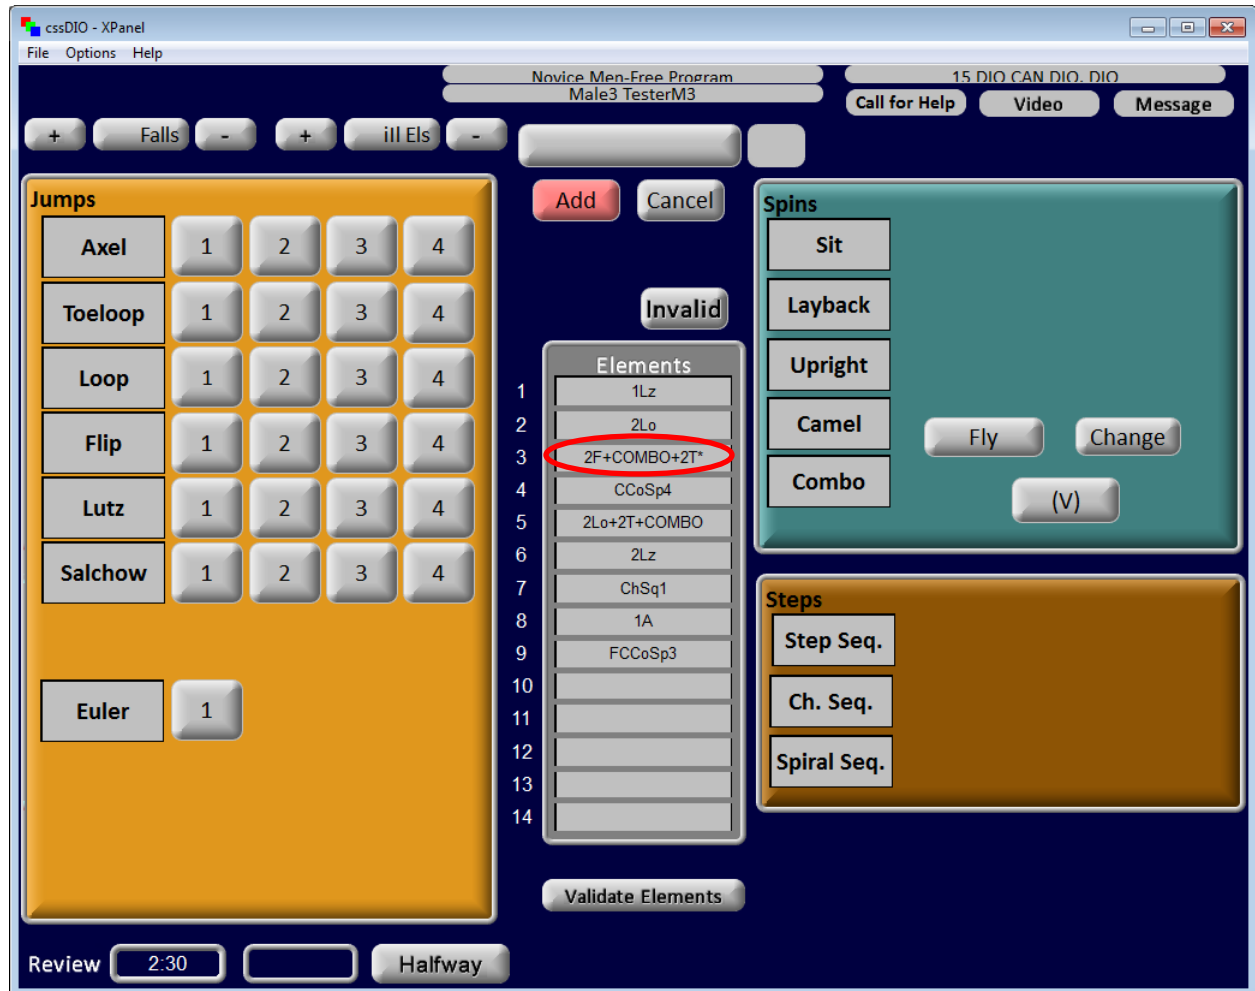 cssDIO - XPanel
File Options Help
Novice Men-Free Program
15 DIO CAN DIO. DIO
Male3 TesterM3
Call for Help Video Message
+ Falls - + ill Els -
Add Cancel
Invalid
Jumps
Axel 1 2 3 4
Toeloop 1 2 3 4
Loop 1 2 3 4
Flip 1 2 3 4
Lutz 1 2 3 4
Salchow 1 2 3 4
Euler 1
Elements
1 1Lz
2 2Lo
3 2F+COMBO+2T*
4 CCoSp4
5 2Lo+2T+COMBO
6 2Lz
7 ChSq1
8 1A
9 FCCoSp3
10
11
12
13
14
Validate Elements
Spins
Sit
Layback
Upright
Camel
Combo
Fly Change
(V)
Steps
Step Seq.
Ch. Seq.
Spiral Seq.
Review 2:30 Halfway